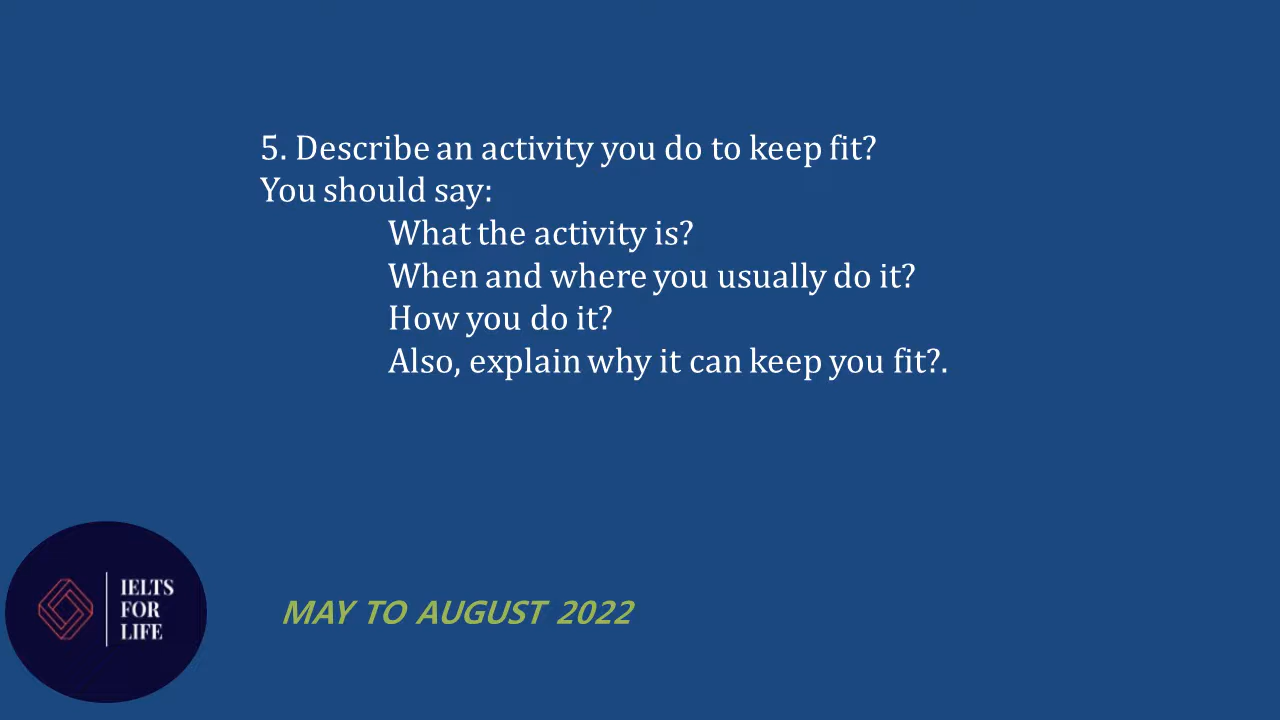 5. Describe an activity you do to keep fit?
You should say:
What the activity is?
When and where you usually do it?
How you do it?
Also, explain why it can keep you fit?.
IELTS
FOR
LIFE
MAY TO AUGUST 2022